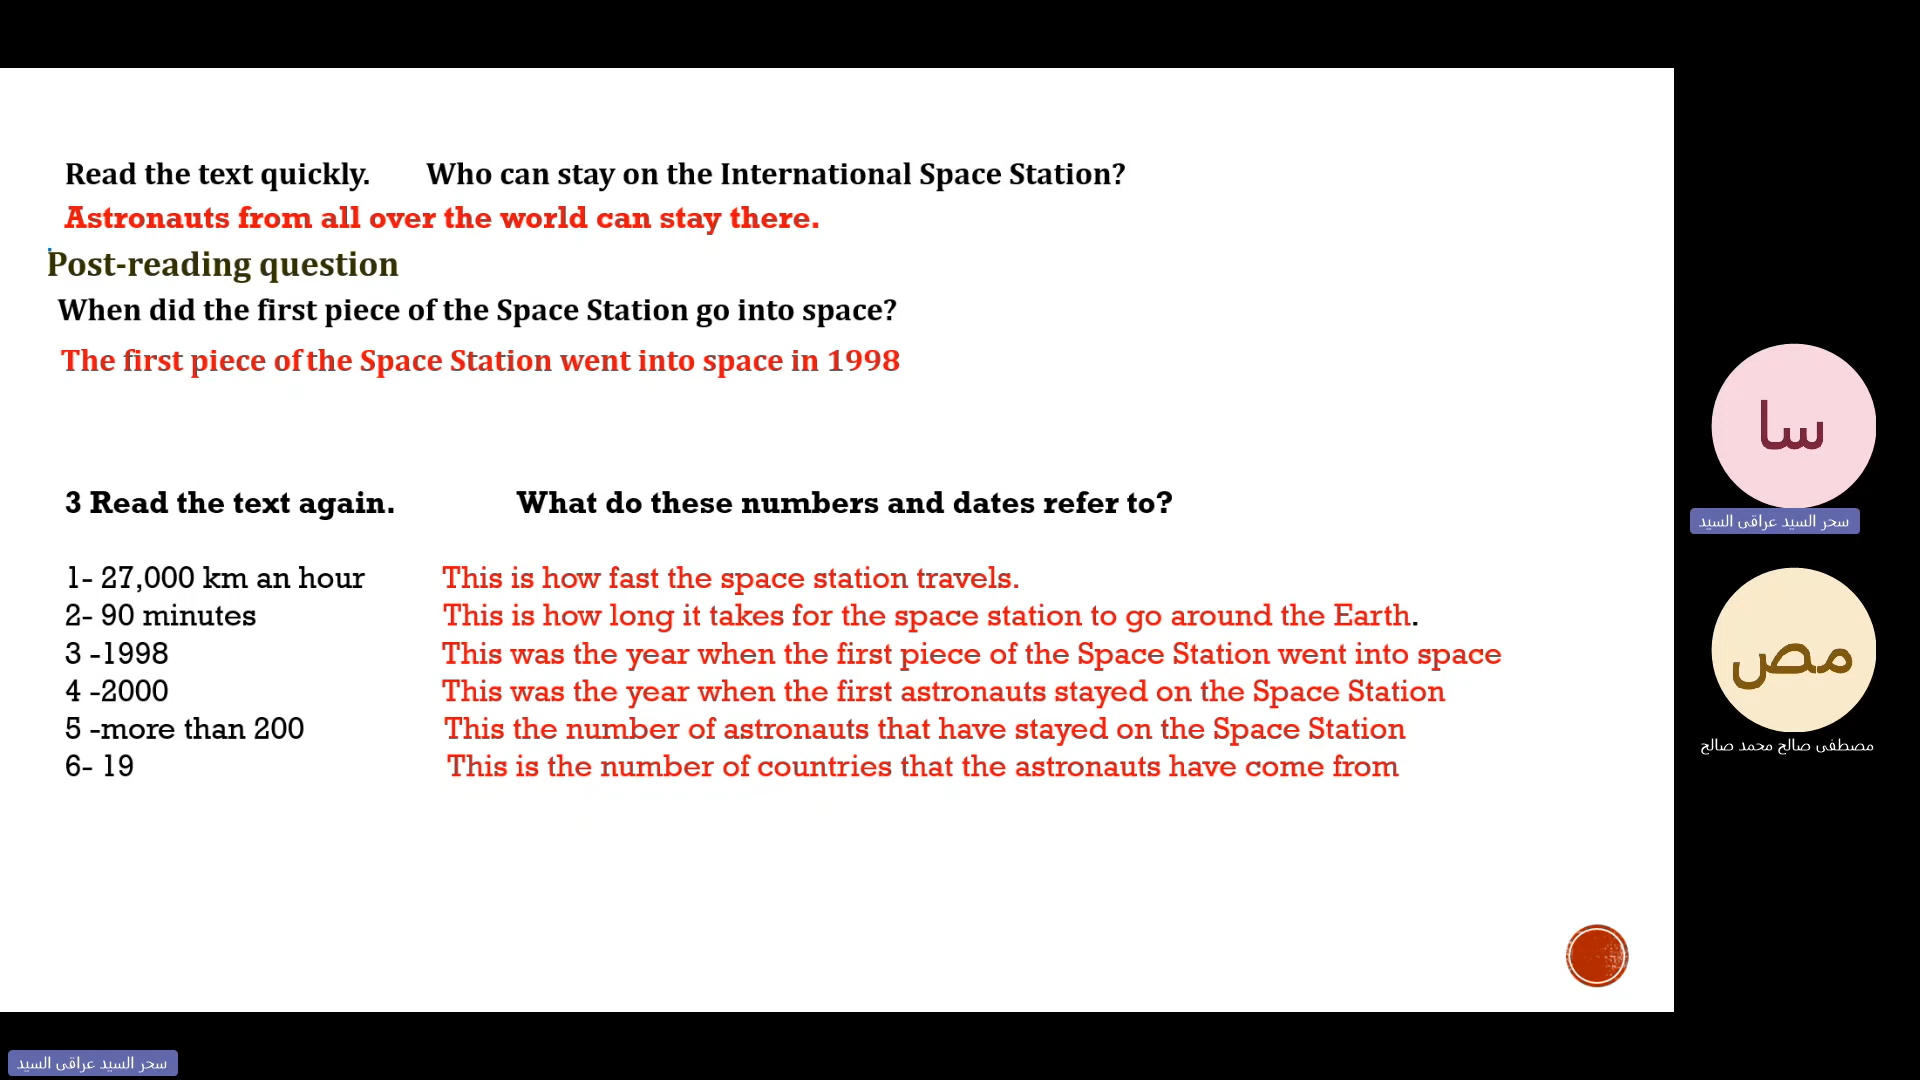 Read the text quickly. Who can stay on the International Space Station?
Astronauts from all over the world can stay there.
Post-reading question
When did the first piece of the Space Station go into space?
The first piece of the Space Station went into space in 1998
3 Read the text again. What do these numbers and dates refer to?
1- 27,000 km an hour This is how fast the space station travels.
2- 90 minutes This is how long it takes for the space station to go around the Earth.
3 -1998 This was the year when the first piece of the Space Station went into space
4 -2000 This was the year when the first astronauts stayed on the Space Station
5 -more than 200 This the number of astronauts that have stayed on the Space Station
6- 19 This is the number of countries that the astronauts have come from
سا
سحر السيد عراقى السيد
مص
مصطفى صالح محمد صالح
سحر السيد عراقى السيد